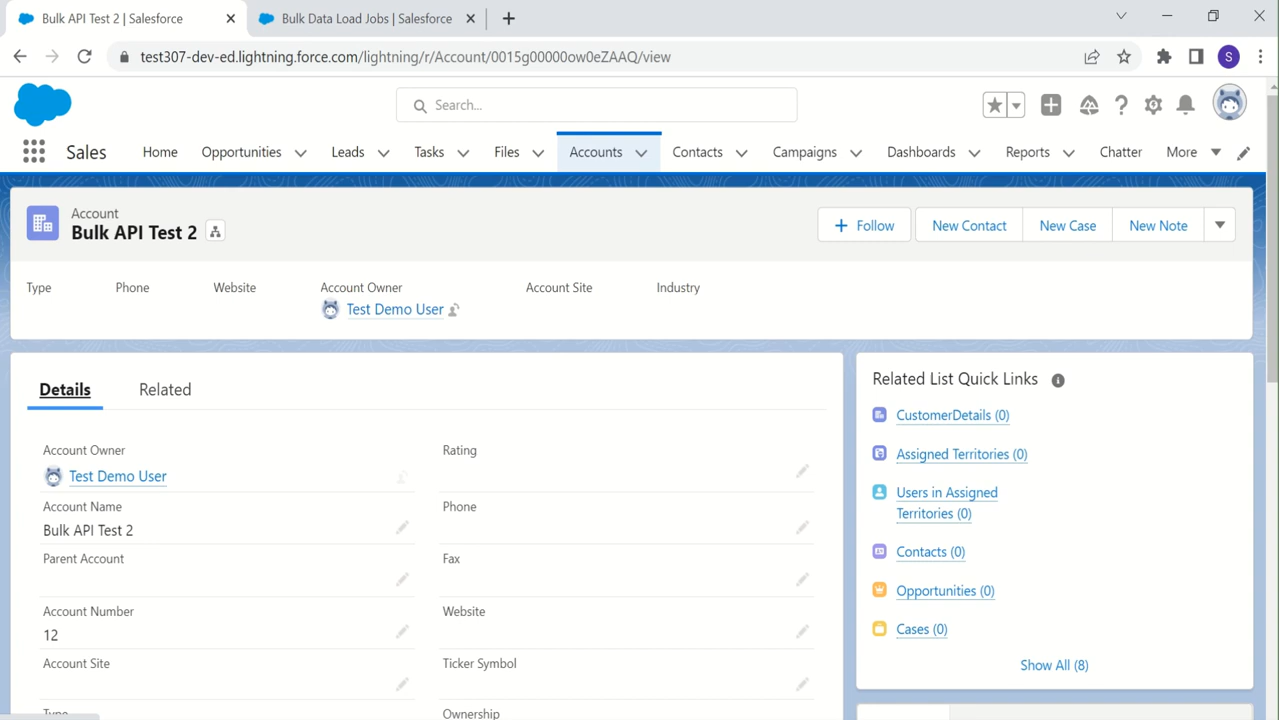 Bulk API Test 2 | Salesforce
Bulk Data Load Jobs | Salesforce
test307-dev-ed.lightning.force.com/lightning/r/Account/0015g00000ow0eZAAQ/view
S
Search...
Sales
Home
Opportunities
Leads
Tasks
Files
Accounts
Contacts
Campaigns
Dashboards
Reports
Chatter
More
Account
Bulk API Test 2
Follow
New Contact
New Case
New Note
Type
Phone
Website
Account Owner
Account Site
Industry
Test Demo User
Details
Related
Account Owner
Test Demo User
Rating
Account Name
Bulk API Test 2
Phone
Parent Account
Fax
Account Number
12
Website
Account Site
Ticker Symbol
Type
Ownership
Related List Quick Links
CustomerDetails (0)
Assigned Territories (0)
Users in Assigned
Territories (0)
Contacts (0)
Opportunities (0)
Cases (0)
Show All (8)